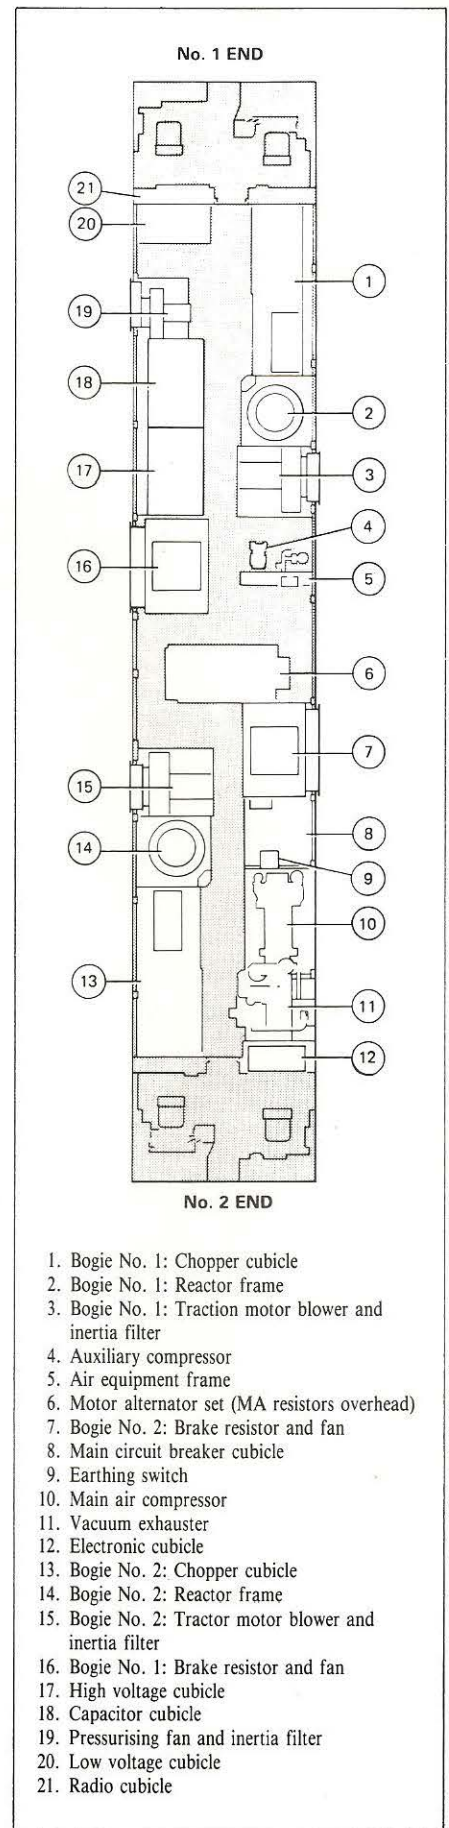 No. 1 END
21
20
1
19
18
2
17
3
4
16
5
6
7
15
8
14
9
10
13
11
12
No. 2 END
1. Bogie No. 1: Chopper cubicle
2. Bogie No. 1: Reactor frame
3. Bogie No. 1: Traction motor blower and
inertia filter
4. Auxiliary compressor
5. Air equipment frame
6. Motor alternator set (MA resistors overhead)
7. Bogie No. 2: Brake resistor and fan
8. Main circuit breaker cubicle
9. Earthing switch
10. Main air compressor
11. Vacuum exhauster
12. Electronic cubicle
13. Bogie No. 2: Chopper cubicle
14. Bogie No. 2: Reactor frame
15. Bogie No. 2: Tractor motor blower and
inertia filter
16. Bogie No. 1: Brake resistor and fan
17. High voltage cubicle
18. Capacitor cubicle
19. Pressurising fan and inertia filter
20. Low voltage cubicle
21. Radio cubicle